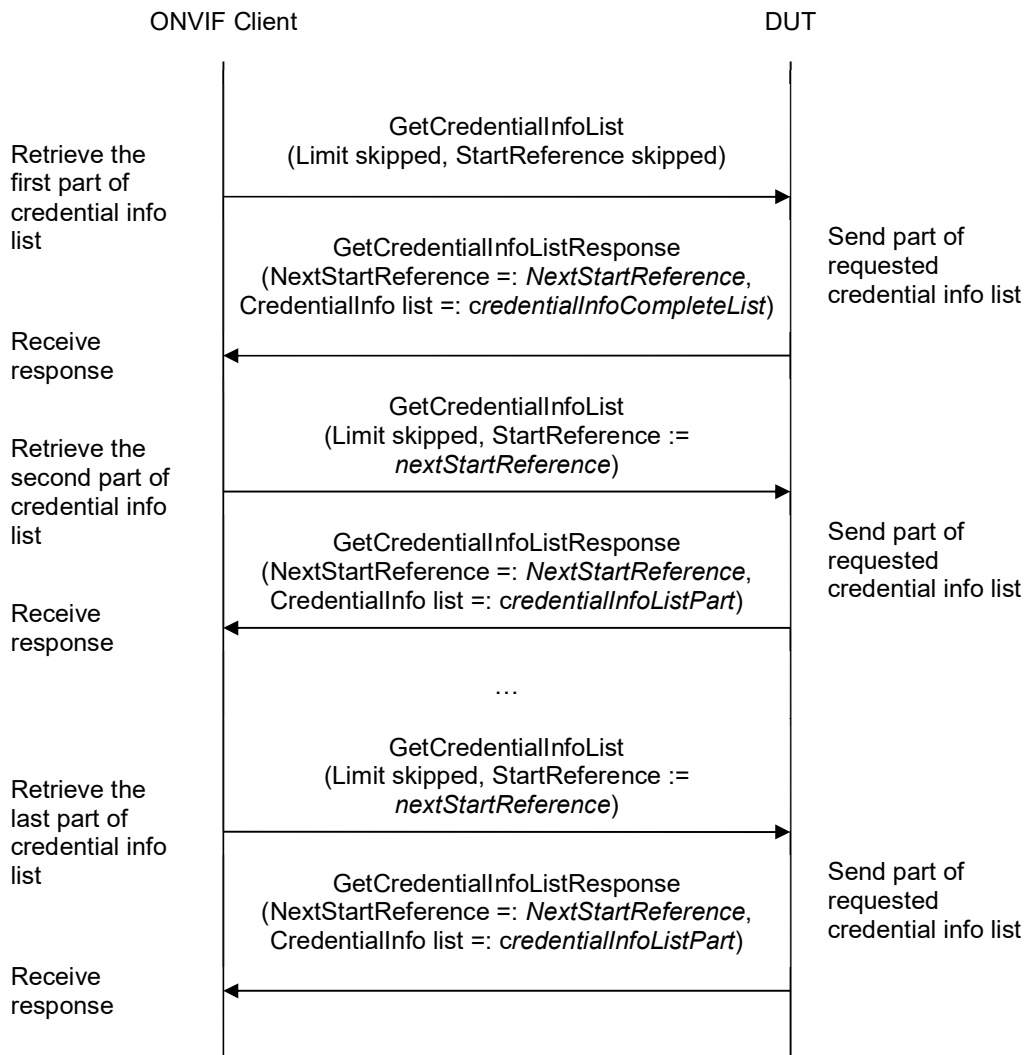 ONVIF Client
DUT
GetCredentialInfoList
(Limit skipped, StartReference skipped)
Retrieve the
first part of
credential info
list
GetCredentialInfoListResponse
(NextStartReference =: NextStartReference,
CredentialInfo list =: credentialInfoCompleteList)
Send part of
requested
credential info list
Receive
response
GetCredentialInfoList
(Limit skipped, StartReference :=
nextStartReference)
Retrieve the
second part of
credential info
list
GetCredentialInfoListResponse
(NextStartReference =: NextStartReference,
CredentialInfo list =: credentialInfoListPart)
Send part of
requested
credential info list
Receive
response
…
GetCredentialInfoList
(Limit skipped, StartReference :=
nextStartReference)
Retrieve the
last part of
credential info
list
GetCredentialInfoListResponse
(NextStartReference =: NextStartReference,
CredentialInfo list =: credentialInfoListPart)
Send part of
requested
credential info list
Receive
response